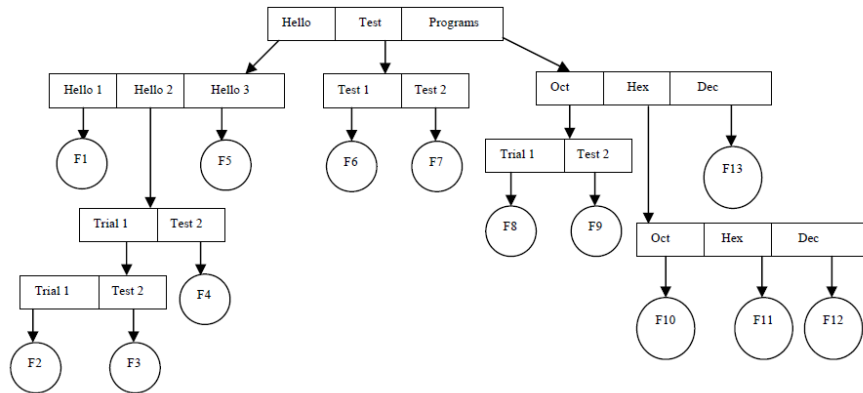 Hello Test Programs
Hello 1 Hello 2 Hello 3
Test 1 Test 2
Oct Hex Dec
F1
F5
F6
F7
Trial 1 Test 2
F13
F8
F9
Trial 1 Test 2
F4
Oct Hex Dec
Trial 1 Test 2
F10
F11
F12
F2
F3